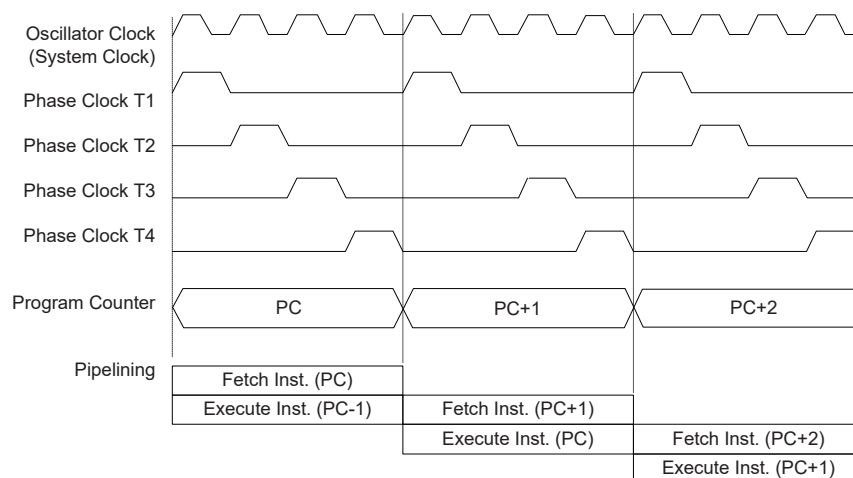 Oscillator Clock
(System Clock)
Phase Clock T1
Phase Clock T2
Phase Clock T3
Phase Clock T4
Program Counter
PC
PC+1
PC+2
Pipelining
Fetch Inst. (PC)
Execute Inst. (PC-1)
Fetch Inst. (PC+1)
Execute Inst. (PC)
Fetch Inst. (PC+2)
Execute Inst. (PC+1)